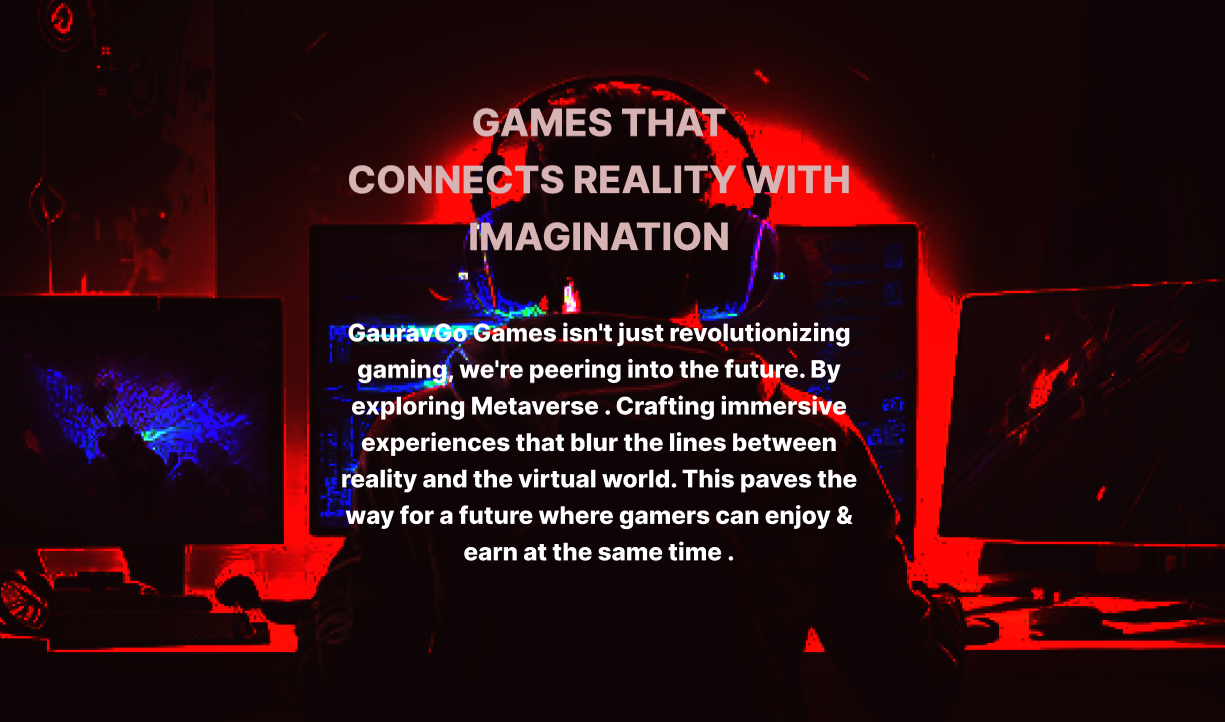 GAMES THAT
CONNECTS REALITY WITH
IMAGINATION
GauravGo Games isn't just revolutionizing
gaming, we're peering into the future. By
exploring Metaverse . Crafting immersive
experiences that blur the lines between
reality and the virtual world. This paves the
way for a future where gamers can enjoy &
earn at the same time .